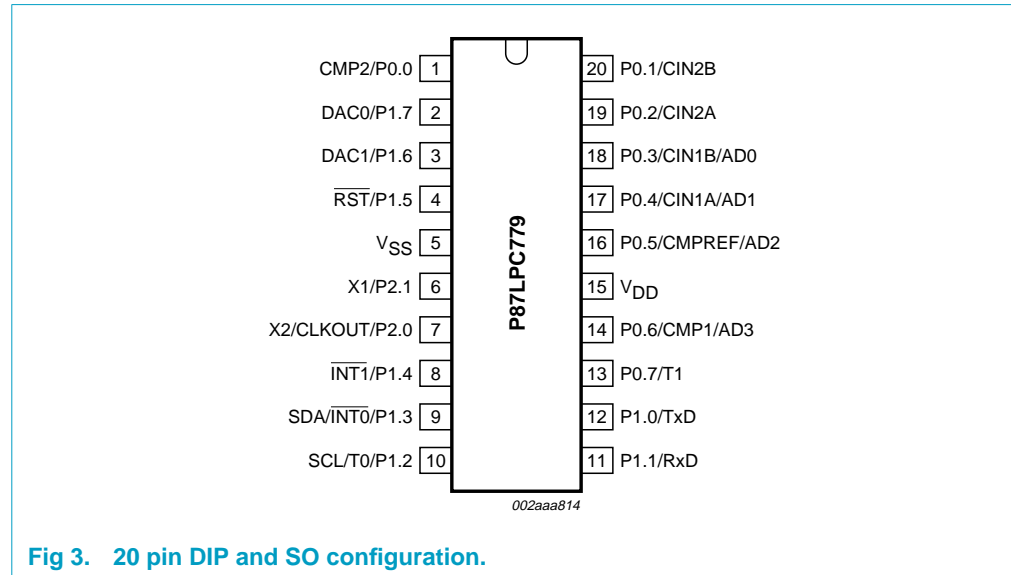 CMP2/P0.0 1 20 P0.1/CIN2B
DAC0/P1.7 2 19 P0.2/CIN2A
DAC1/P1.6 3 18 P0.3/CIN1B/AD0
R̅S̅T̅/P1.5 4 17 P0.4/CIN1A/AD1
VSS 5 16 P0.5/CMPREF/AD2
X1/P2.1 6 15 VDD
X2/CLKOUT/P2.0 7 14 P0.6/CMP1/AD3
I̅N̅T̅1̅/P1.4 8 13 P0.7/T1
SDA/I̅N̅T̅0̅/P1.3 9 12 P1.0/TxD
SCL/T0/P1.2 10 11 P1.1/RxD
P87LPC779
002aaa814
Fig 3. 20 pin DIP and SO configuration.